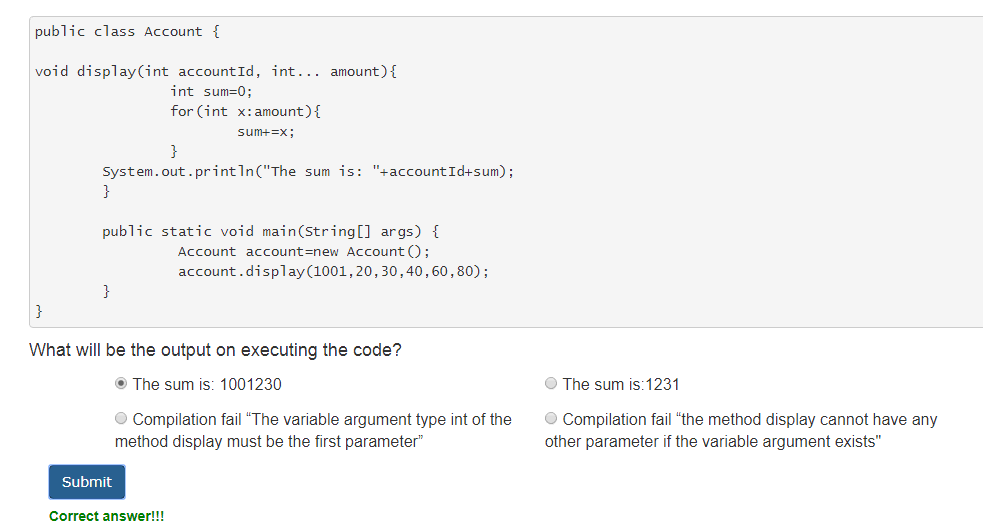 public class Account {
void display(int accountId, int... amount){
int sum=0;
for(int x:amount){
sum+=x;
}
System.out.println("The sum is: "+accountId+sum);
}
public static void main(String[] args) {
Account account=new Account();
account.display(1001,20,30,40,60,80);
}
}
What will be the output on executing the code?
The sum is: 1001230
The sum is:1231
Compilation fail “The variable argument type int of the
method display must be the first parameter”
Compilation fail “the method display cannot have any
other parameter if the variable argument exists"
Submit
Correct answer!!!